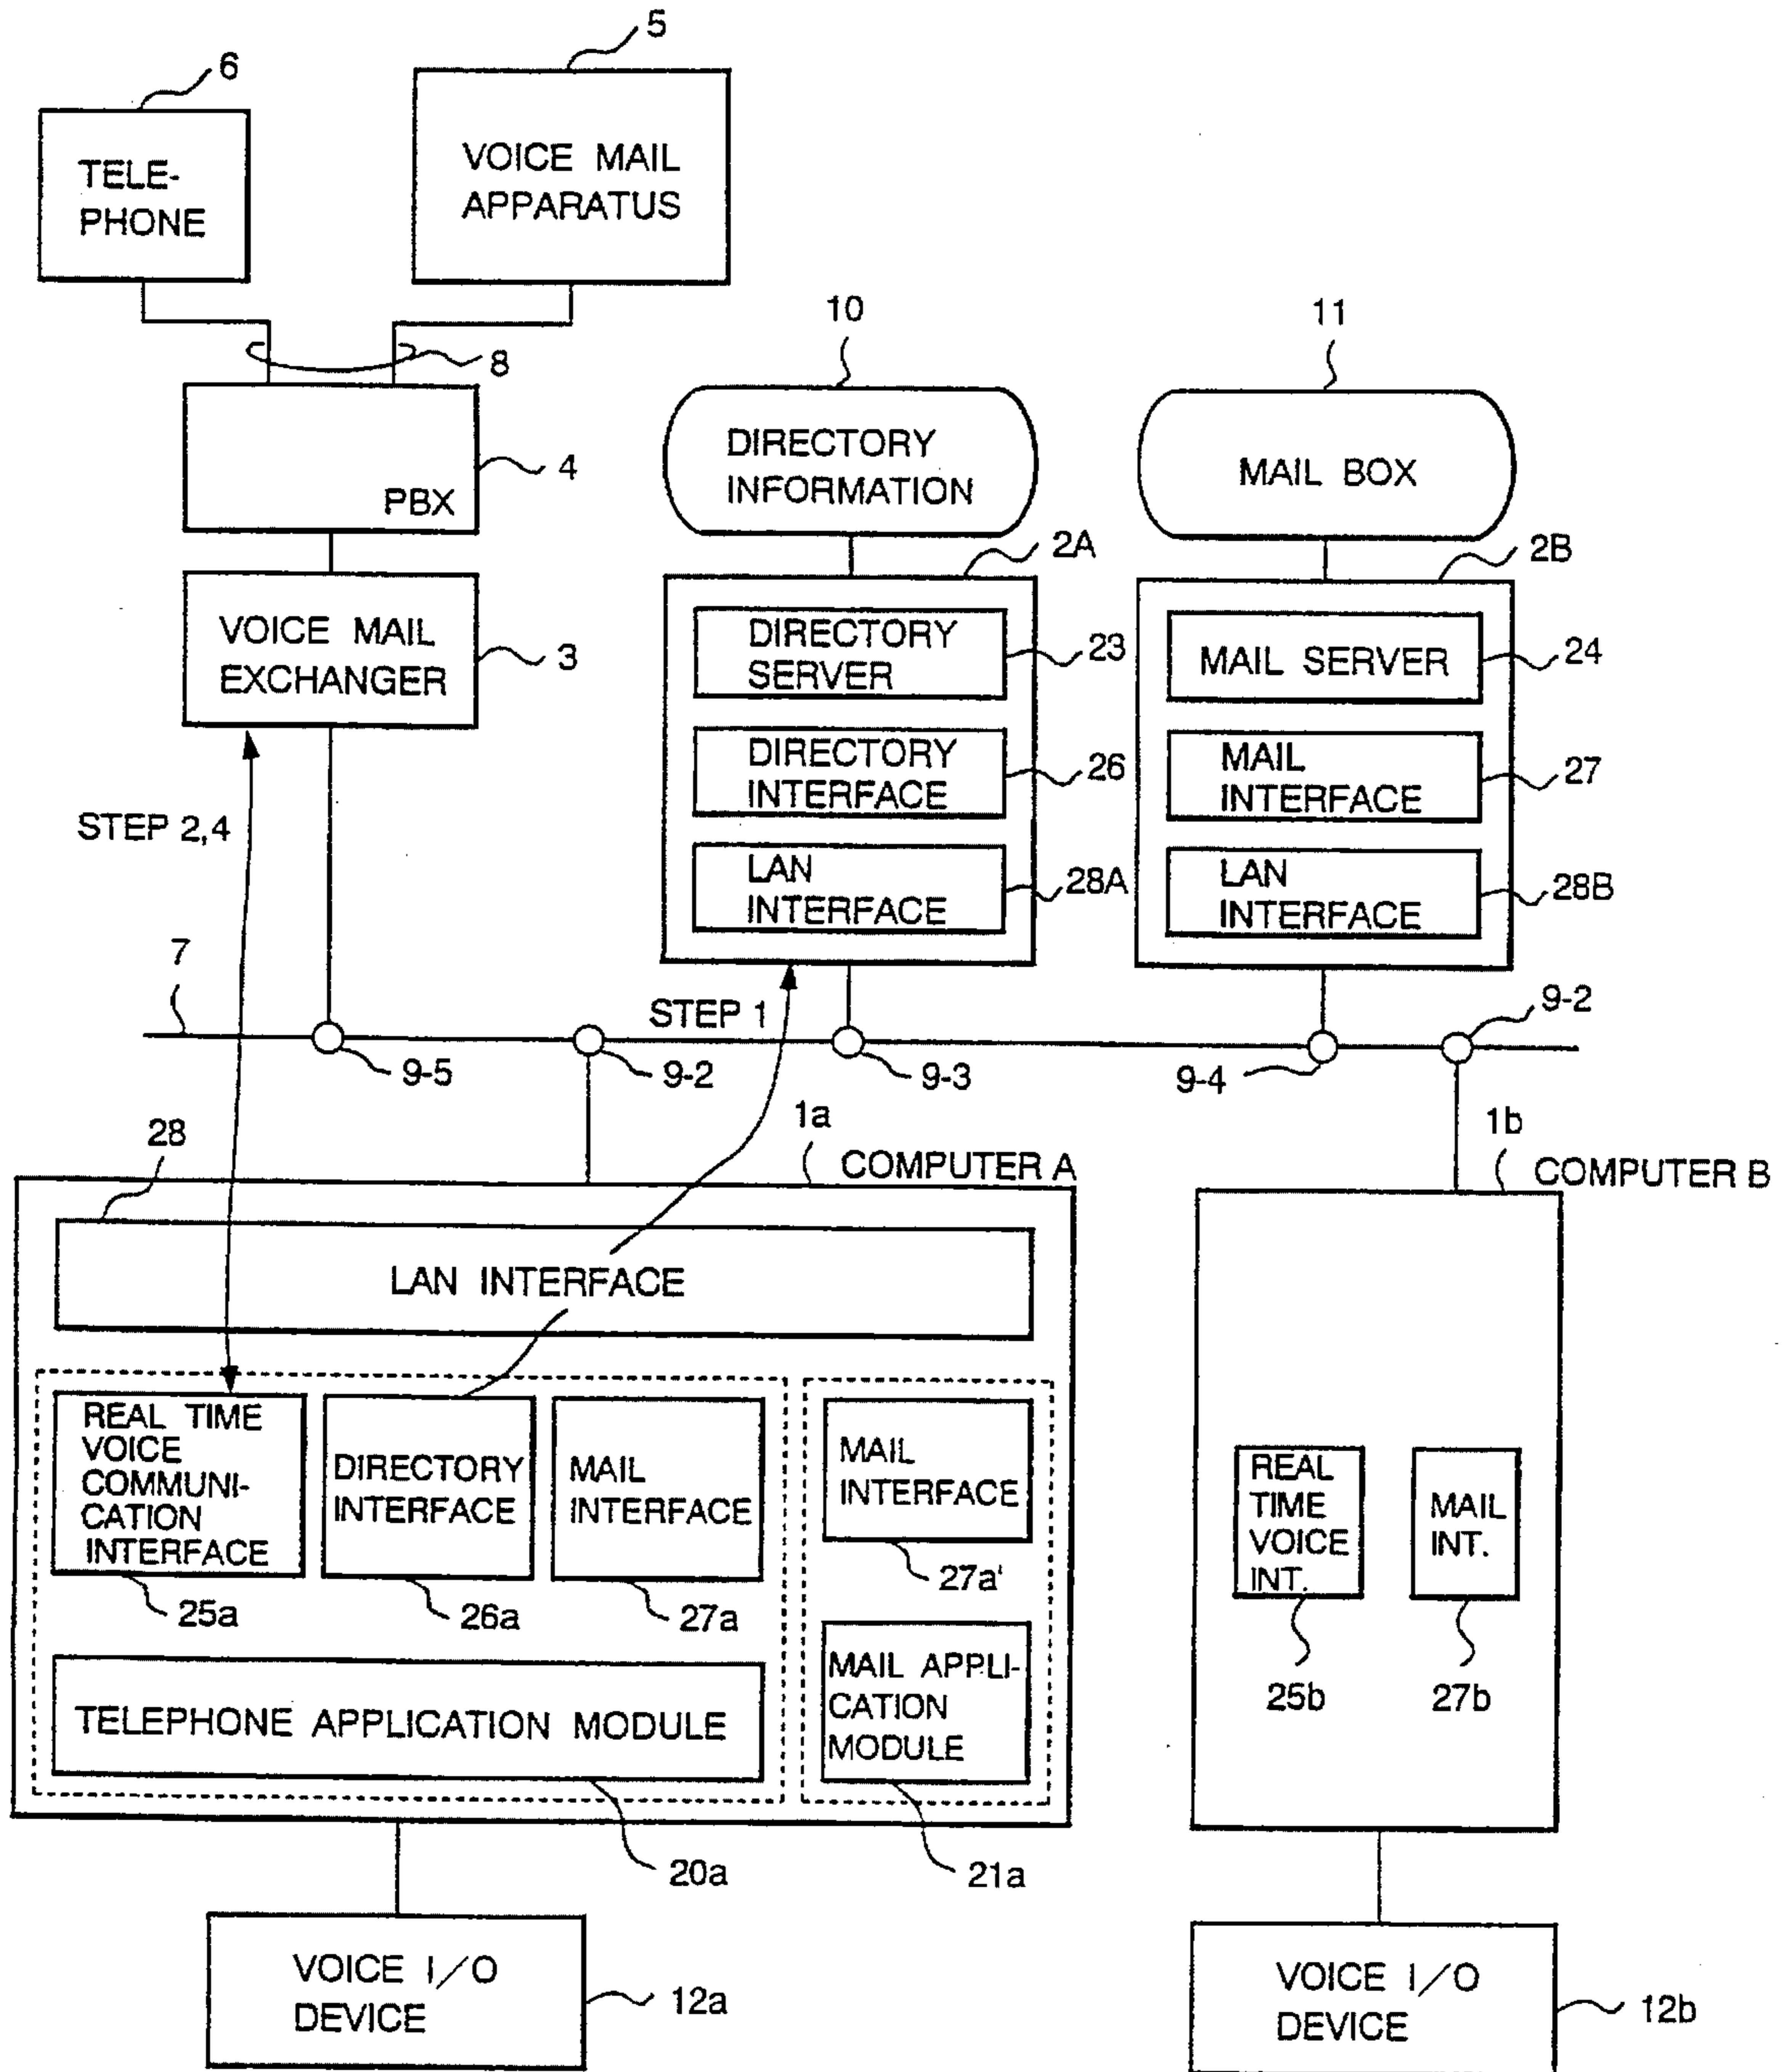 5
6
TELE-
PHONE
VOICE MAIL
APPARATUS
8
10
11
4
PBX
DIRECTORY
INFORMATION
MAIL BOX
2A
2B
VOICE MAIL
EXCHANGER
3
DIRECTORY
SERVER
23
MAIL SERVER
24
DIRECTORY
INTERFACE
26
MAIL
INTERFACE
27
STEP 2,4
LAN
INTERFACE
28A
LAN
INTERFACE
28B
7
STEP 1
9-2
9-5
9-2
9-3
9-4
28
1a
COMPUTER A
1b
COMPUTER B
LAN INTERFACE
REAL TIME
VOICE
COMMUNI-
CATION
INTERFACE
25a
DIRECTORY
INTERFACE
26a
MAIL
INTERFACE
27a
MAIL
INTERFACE
27a'
REAL
TIME
VOICE
INT.
25b
MAIL
INT.
27b
TELEPHONE APPLICATION MODULE
MAIL APPLI-
CATION
MODULE
20a
21a
VOICE I/O
DEVICE
12a
VOICE I/O
DEVICE
12b